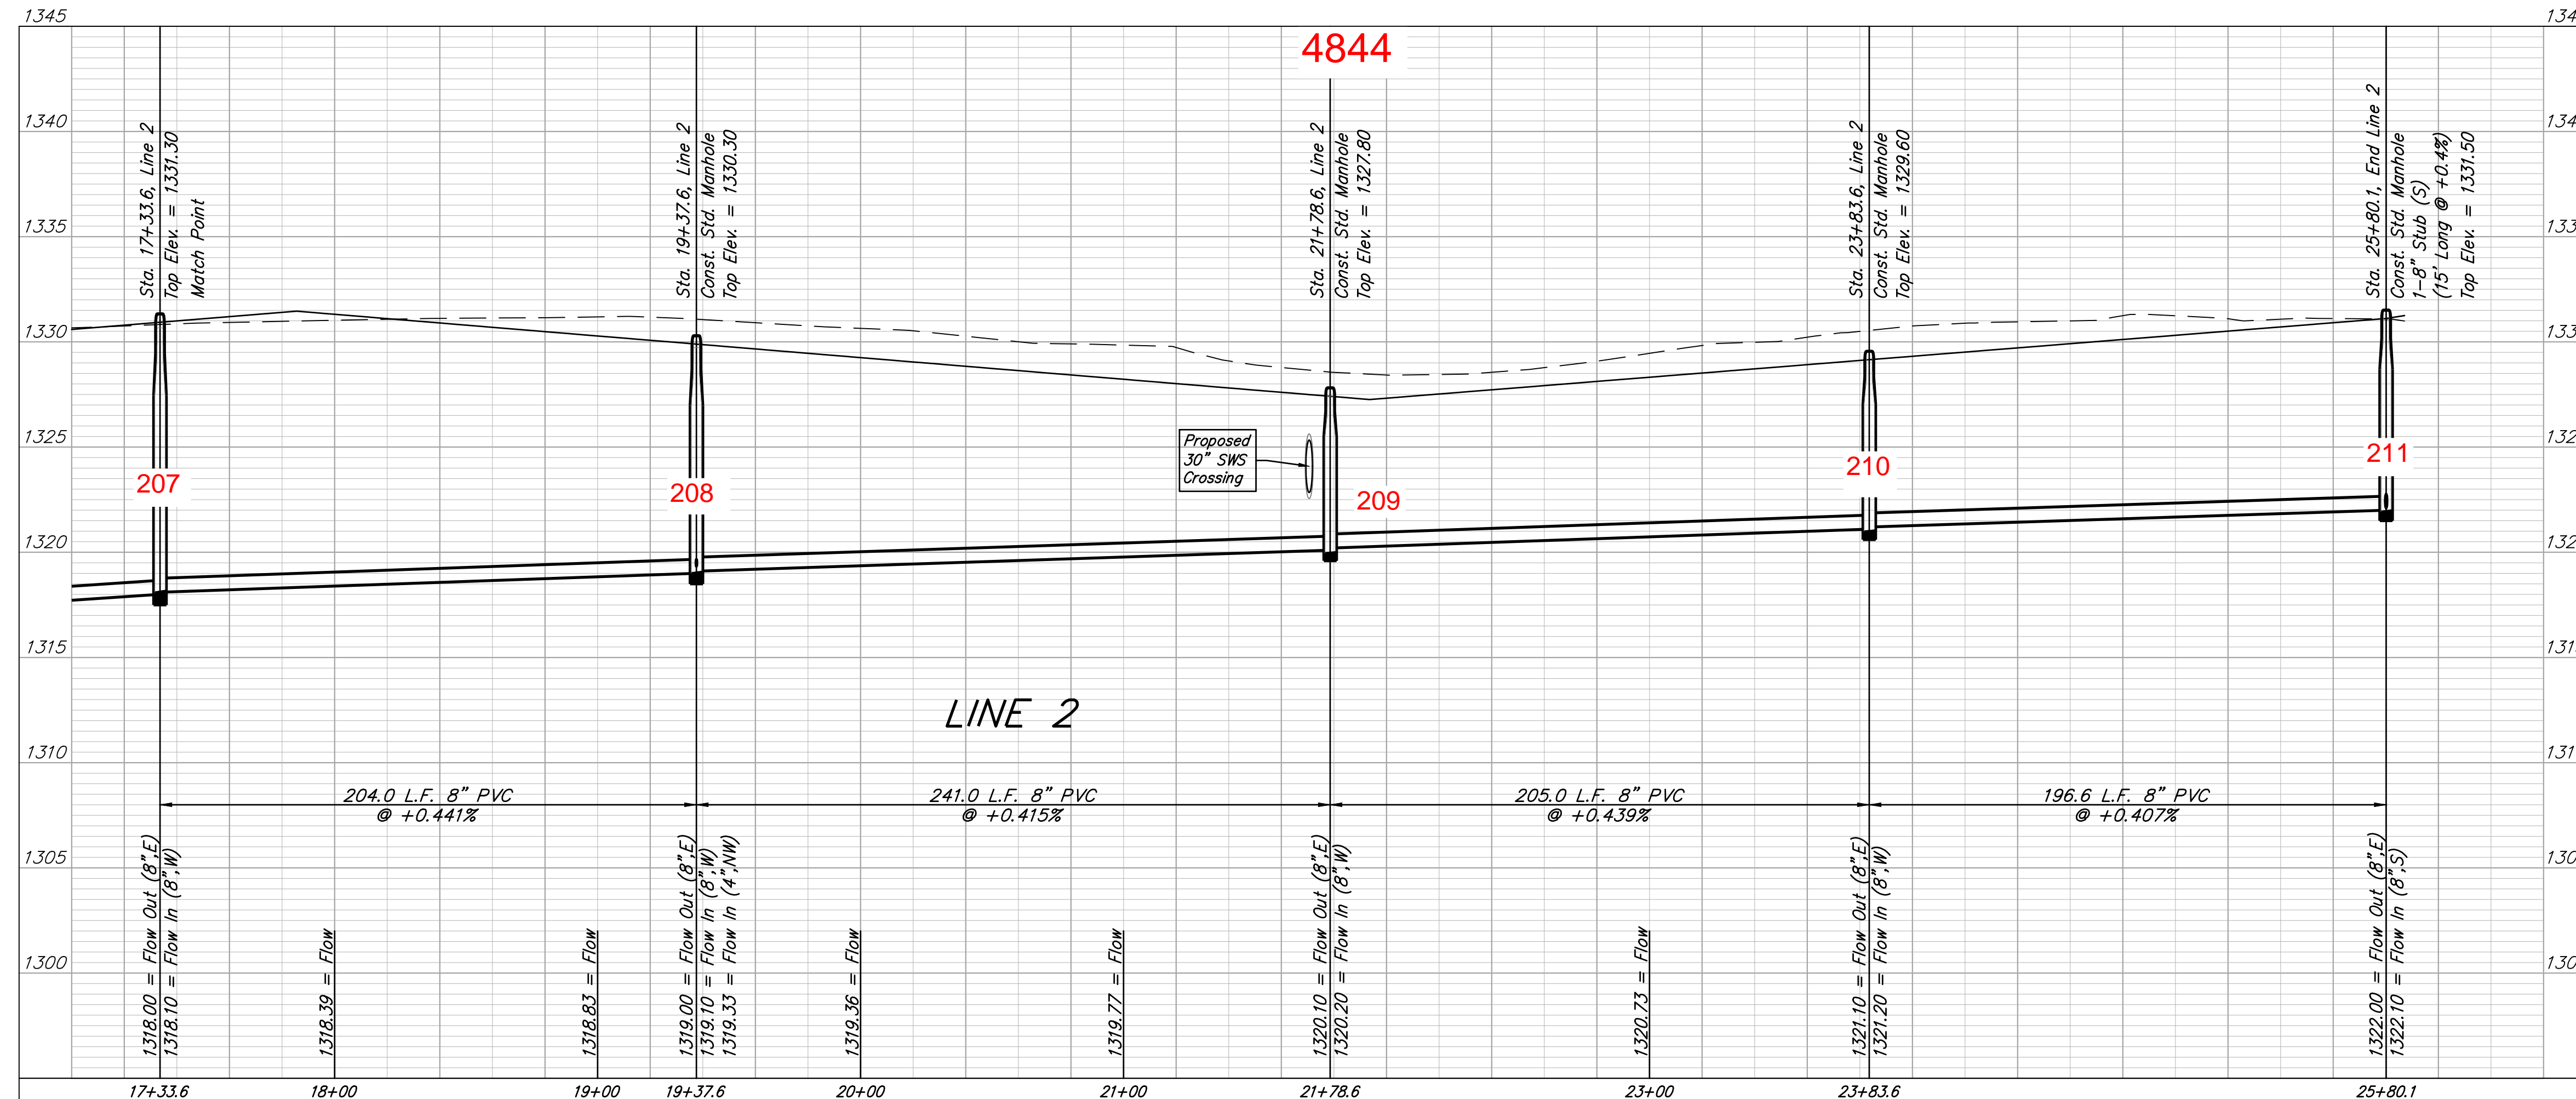 1345
1340
1335
1330
1325
1320
1315
1310
1305
1300
4844
Sta. 17+33.6, Line 2
Top Elev. = 1331.30
Match Point
Sta. 19+37.6, Line 2
Const. Std. Manhole
Top Elev. = 1330.30
Sta. 21+78.6, Line 2
Const. Std. Manhole
Top Elev. = 1327.80
Sta. 23+83.6, Line 2
Const. Std. Manhole
Top Elev. = 1329.60
Sta. 25+80.1, End Line 2
Const. Std. Manhole
1-8" Stub (S)
(15' Long @ +0.4%)
Top Elev. = 1331.50
Proposed
30" SWS
Crossing
207
208
209
210
211
LINE 2
204.0 L.F. 8" PVC
@ +0.441%
241.0 L.F. 8" PVC
@ +0.415%
205.0 L.F. 8" PVC
@ +0.439%
196.6 L.F. 8" PVC
@ +0.407%
1318.00 = Flow Out (8",E)
1318.10 = Flow In (8",W)
1318.39 = Flow
1318.83 = Flow
1319.00 = Flow Out (8",E)
1319.10 = Flow In (8",W)
1319.33 = Flow In (4",NW)
1319.36 = Flow
1319.77 = Flow
1320.10 = Flow Out (8",E)
1320.20 = Flow In (8",W)
1320.73 = Flow
1321.10 = Flow Out (8",E)
1321.20 = Flow In (8",W)
1322.00 = Flow Out (8",E)
1322.10 = Flow In (8",S)
17+33.6
18+00
19+00
19+37.6
20+00
21+00
21+78.6
23+00
23+83.6
25+80.1